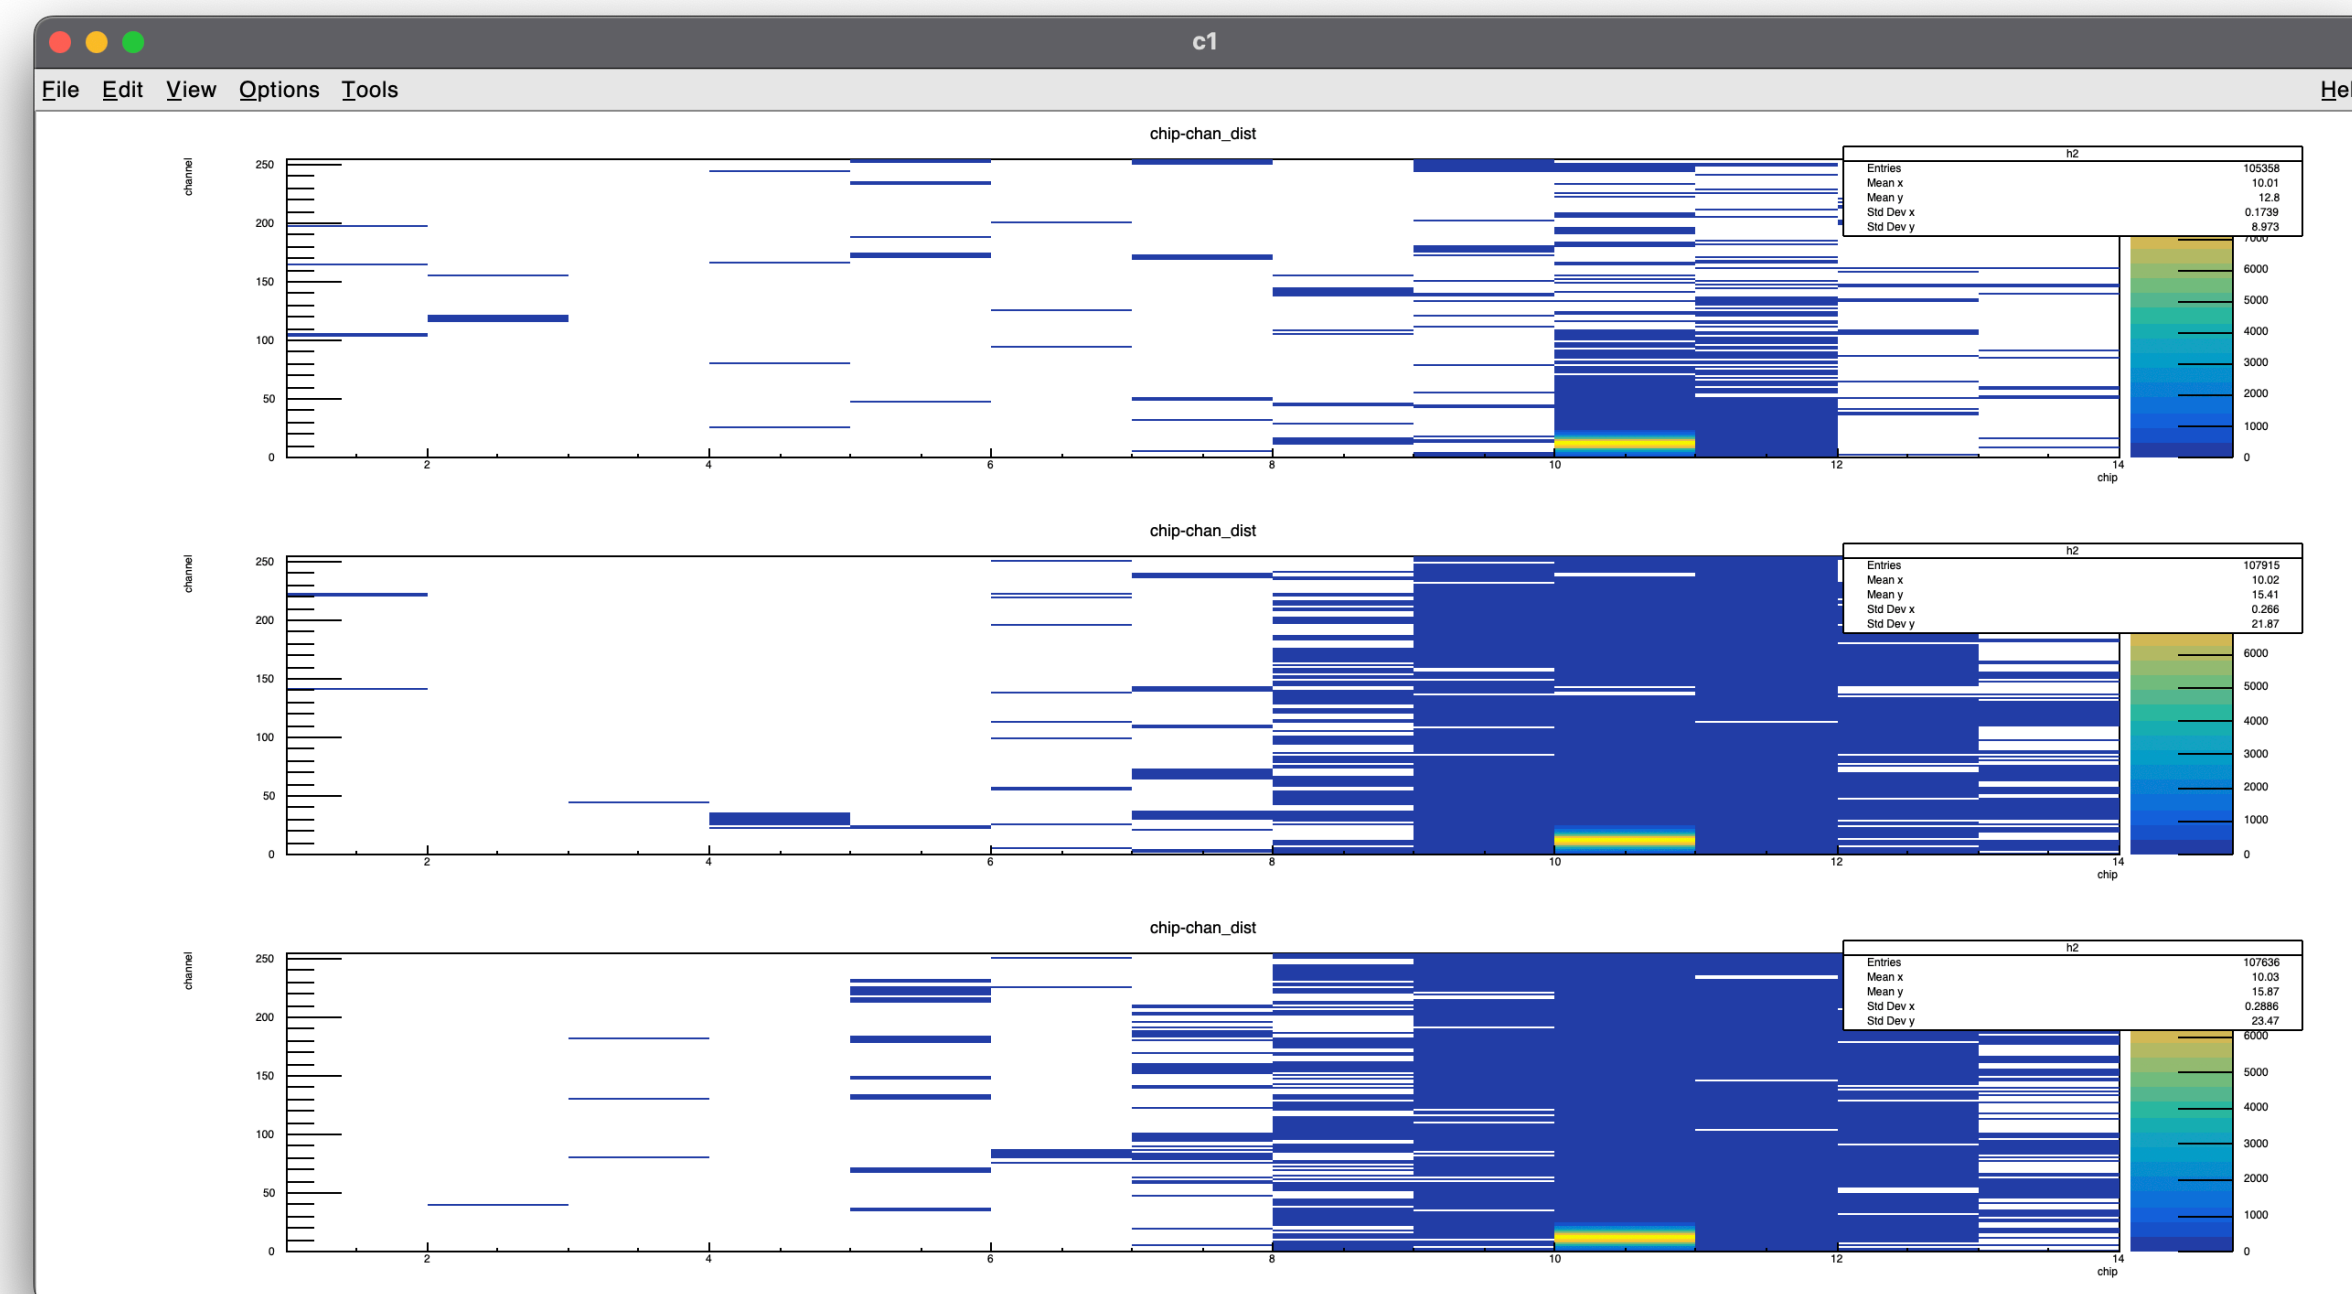 c1
File Edit View Options Tools Hel
chip-chan_dist
channel
250
200
150
100
50
0
2 4 6 8 10 12 14
chip
h2
Entries 105358
Mean x 10.01
Mean y 12.8
Std Dev x 0.1739
Std Dev y 8.973
7000
6000
5000
4000
3000
2000
1000
0
chip-chan_dist
channel
250
200
150
100
50
0
2 4 6 8 10 12 14
chip
h2
Entries 107915
Mean x 10.02
Mean y 15.41
Std Dev x 0.266
Std Dev y 21.87
6000
5000
4000
3000
2000
1000
0
chip-chan_dist
channel
250
200
150
100
50
0
2 4 6 8 10 12 14
chip
h2
Entries 107636
Mean x 10.03
Mean y 15.87
Std Dev x 0.2886
Std Dev y 23.47
6000
5000
4000
3000
2000
1000
0